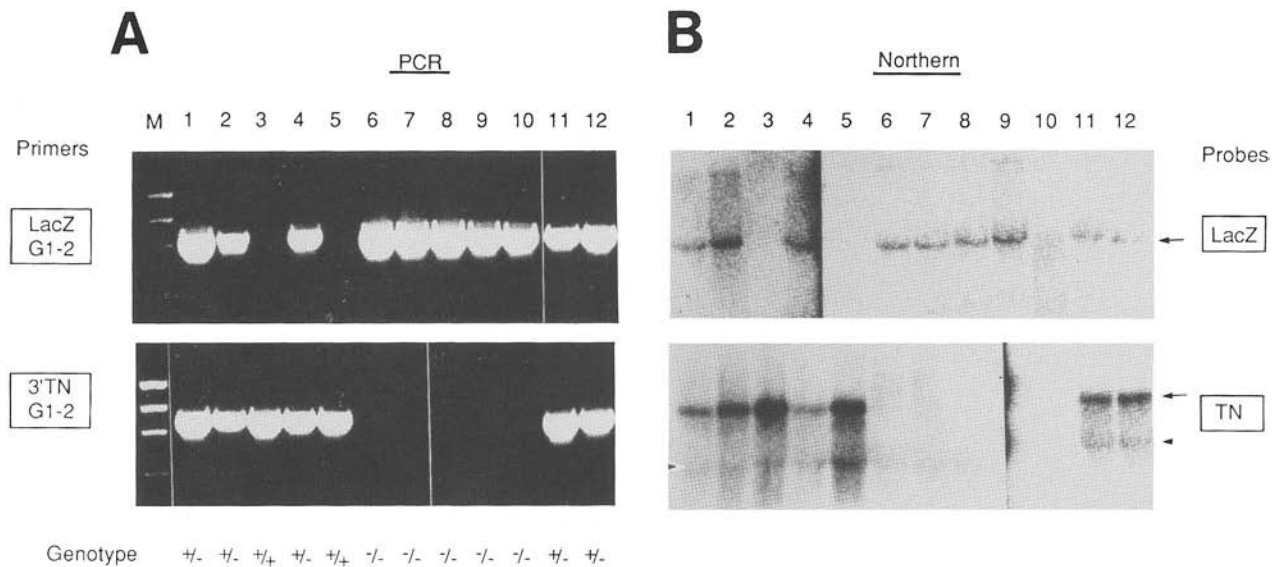 A
B
PCR
Northern
M 1 2 3 4 5 6 7 8 9 10 11 12
1 2 3 4 5 6 7 8 9 10 11 12
Primers
Probes
LacZ
G1-2
LacZ
3'TN
G1-2
TN
Genotype +/- +/- +/+ +/- +/+ -/- -/- -/- -/- -/- +/- +/-